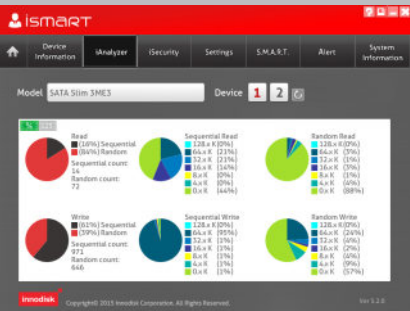 iSMART
Device Information
iAnalyzer
iSecurity
Settings
S.M.A.R.T.
Alert
System Information
Model SATA Slim 3ME3 Device 1 2
Read
(16%) Sequential
(84%) Random
Sequential count:
14
Random count:
72
Sequential Read
128.x K (0%)
64.x K (21%)
32.x K (21%)
16.x K (14%)
8.x K (0%)
4.x K (0%)
0.x K (44%)
Random Read
128.x K (0%)
64.x K (3%)
32.x K (1%)
16.x K (3%)
8.x K (1%)
4.x K (4%)
0.x K (88%)
Write
(61%) Sequential
(39%) Random
Sequential count:
971
Random count:
646
Sequential Write
128.x K (0%)
64.x K (95%)
32.x K (1%)
16.x K (1%)
8.x K (1%)
4.x K (1%)
0.x K (1%)
Random Write
128.x K (0%)
64.x K (24%)
32.x K (4%)
16.x K (2%)
8.x K (4%)
4.x K (9%)
0.x K (57%)
innodisk Copyright© 2015 Innodisk Corporation. All Rights Reserved. Ver 5.2.6